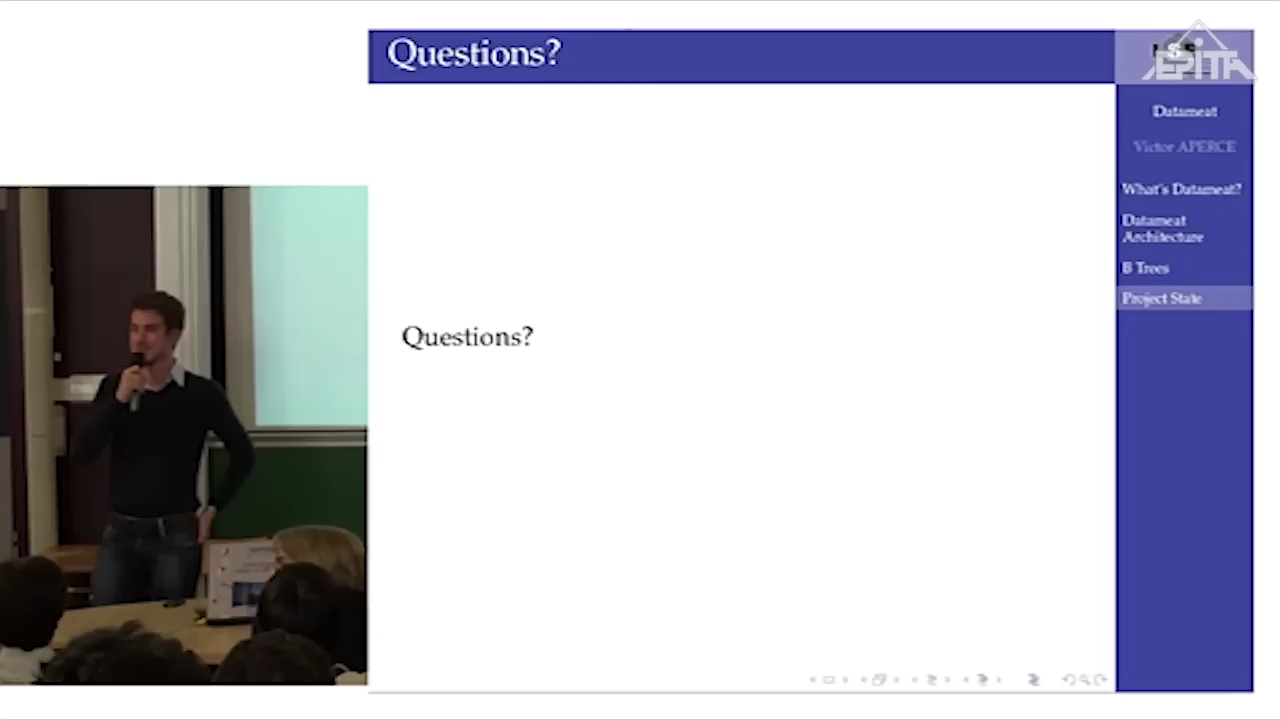 Questions?
EPITA
Datameat
Victor APERCE
What's Datameat?
Datameat
Architecture
B Trees
Project State
Questions?